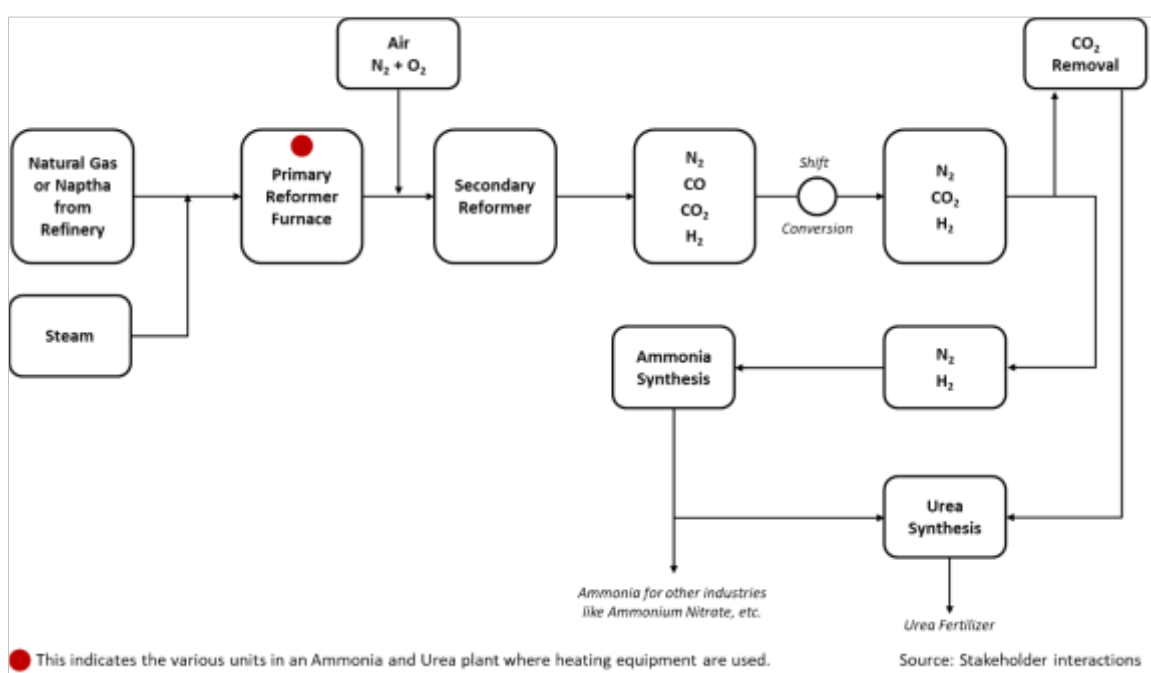 Air
N₂ + O₂
CO₂
Removal
Natural Gas
or Naptha
from
Refinery
Primary
Reformer
Furnace
Secondary
Reformer
N₂
CO
CO₂
H₂
Shift
Conversion
N₂
CO₂
H₂
Steam
Ammonia
Synthesis
N₂
H₂
Urea
Synthesis
Ammonia for other industries
like Ammonium Nitrate, etc.
Urea Fertilizer
This indicates the various units in an Ammonia and Urea plant where heating equipment are used.
Source: Stakeholder interactions